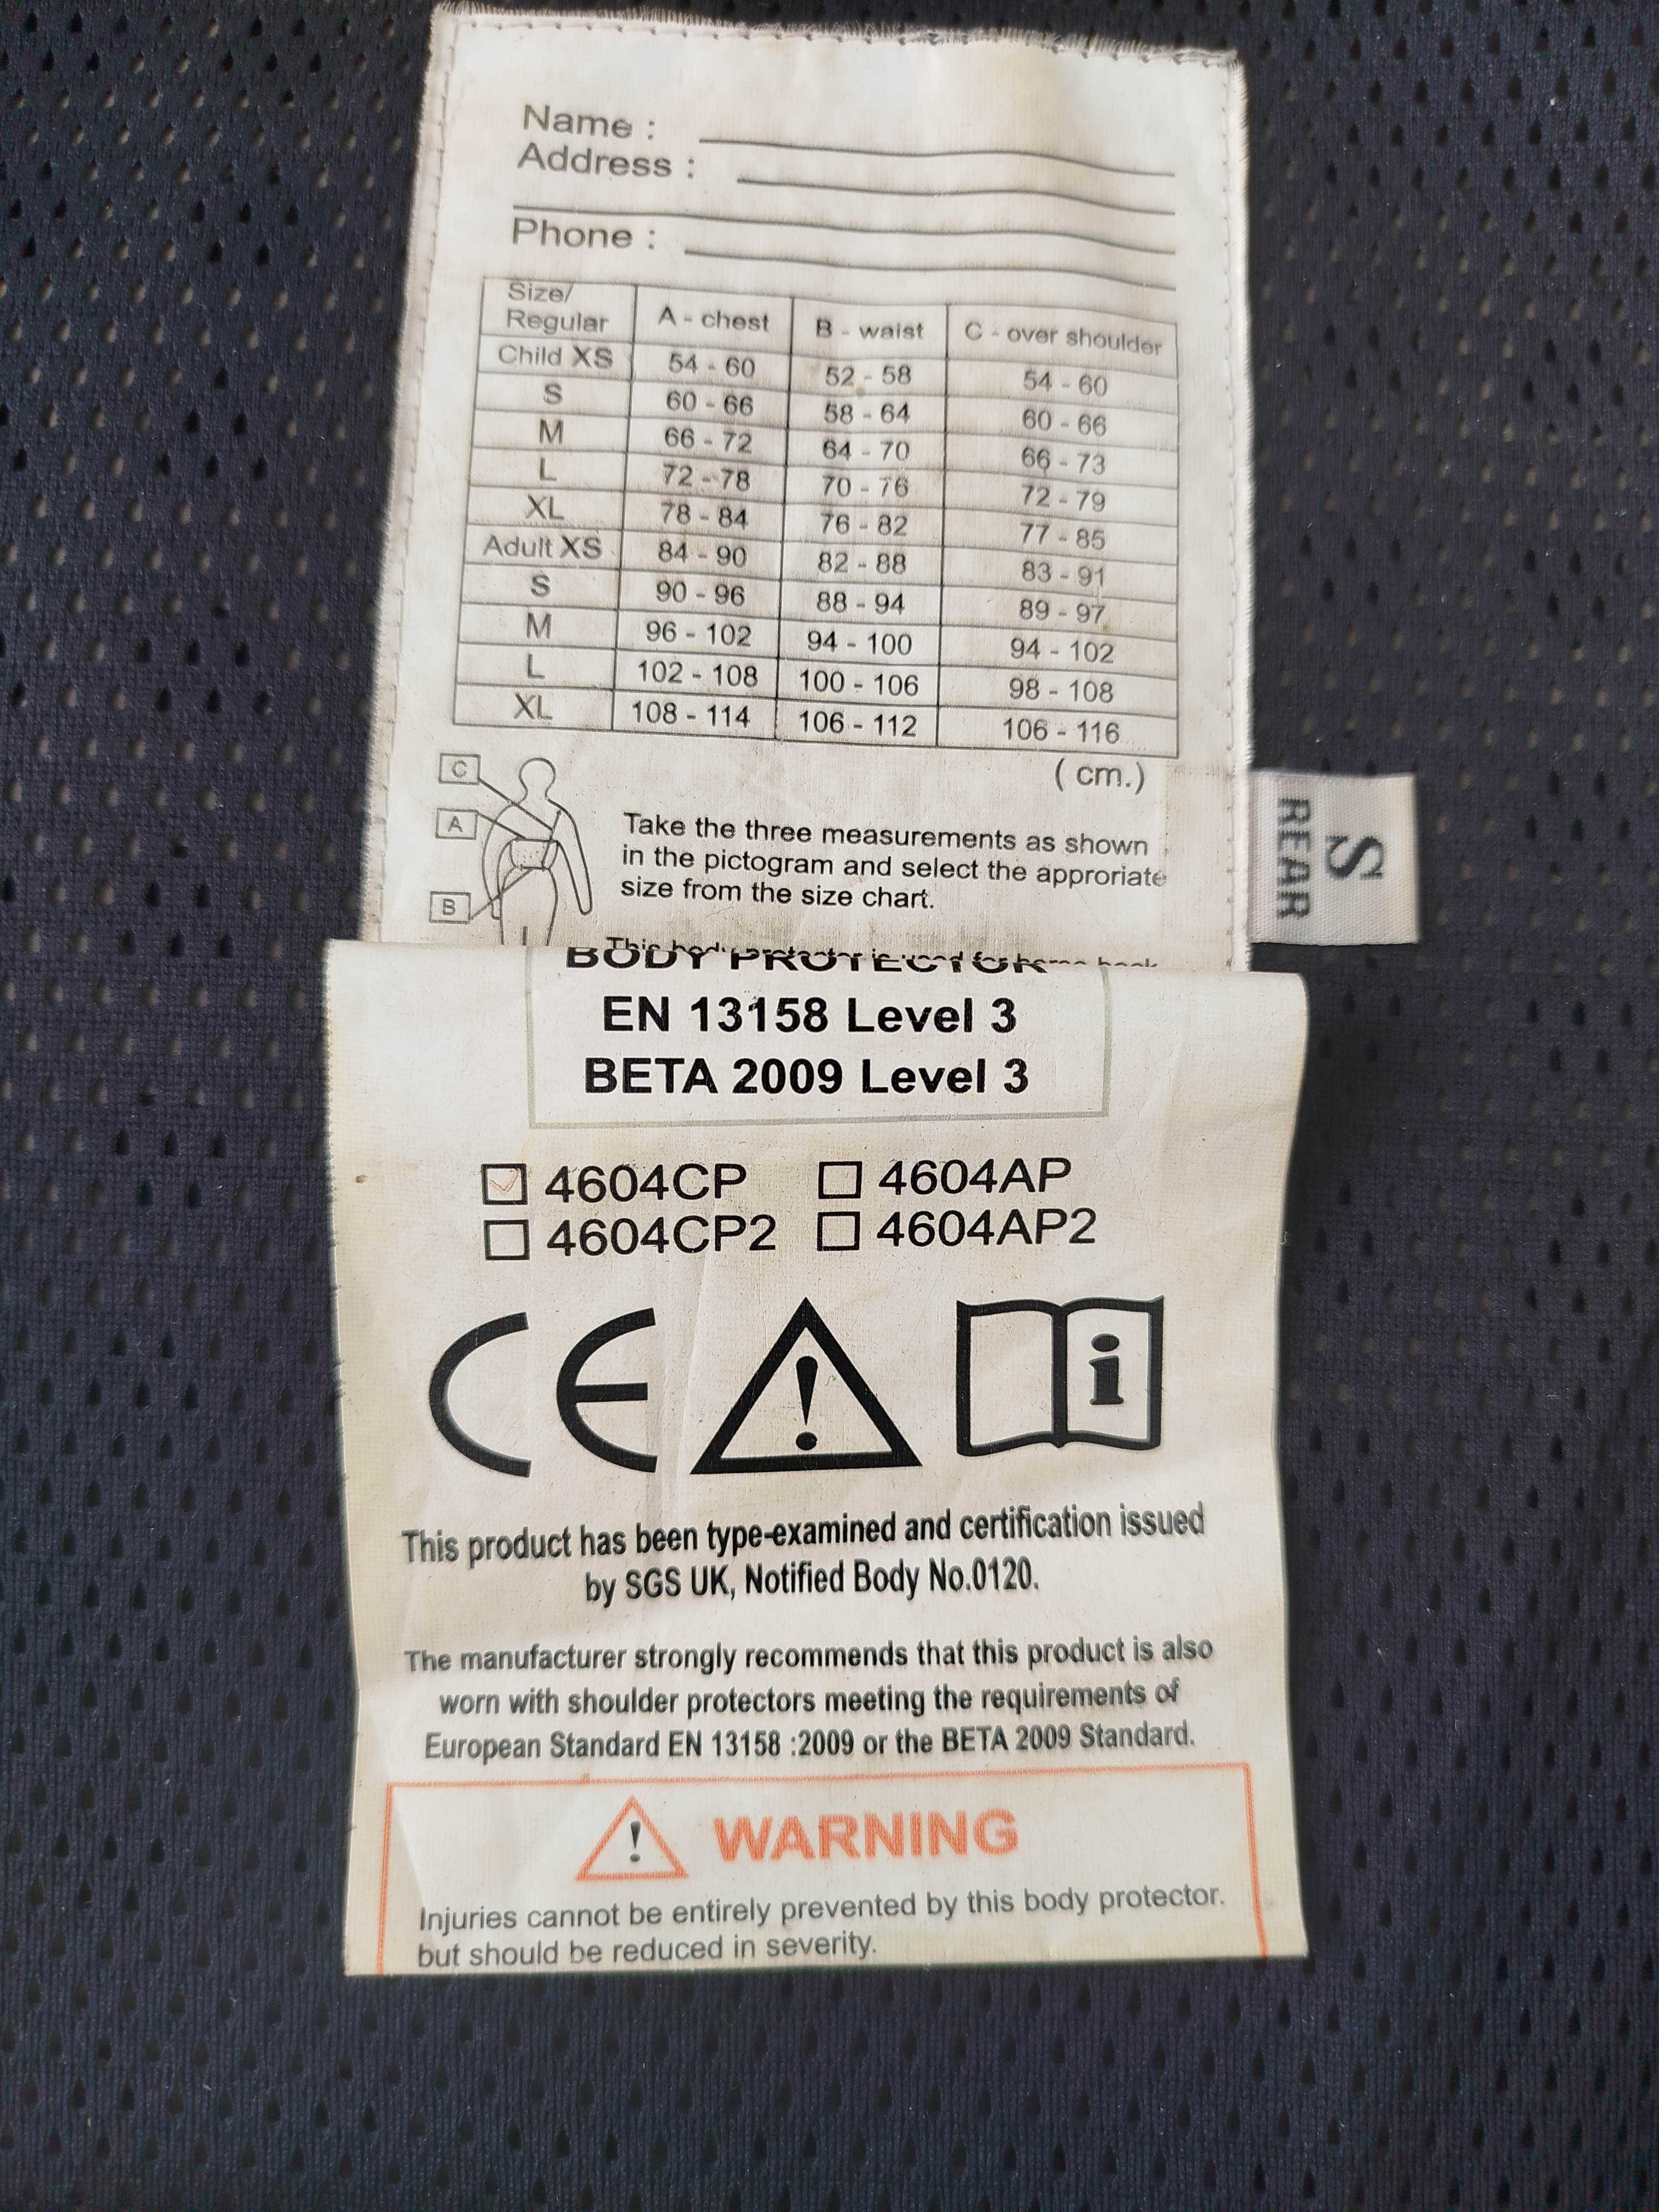 Name :
Address :
Phone :
Size/ Regular A - chest B - waist C - over shoulder
Child XS 54 - 60 52 - 58 54 - 60
S 60 - 66 58 - 64 60 - 66
M 66 - 72 64 - 70 66 - 73
L 72 - 78 70 - 76 72 - 79
XL 78 - 84 76 - 82 77 - 85
Adult XS 84 - 90 82 - 88 83 - 91
S 90 - 96 88 - 94 89 - 97
M 96 - 102 94 - 100 94 - 102
L 102 - 108 100 - 106 98 - 108
XL 108 - 114 106 - 112 106 - 116
( cm.)
C
A
B
Take the three measurements as shown
in the pictogram and select the approriate
size from the size chart.
S
REAR
BODY PROTECTOR
EN 13158 Level 3
BETA 2009 Level 3
4604CP 4604AP
4604CP2 4604AP2
CE
This product has been type-examined and certification issued
by SGS UK, Notified Body No.0120.
The manufacturer strongly recommends that this product is also
worn with shoulder protectors meeting the requirements of
European Standard EN 13158 :2009 or the BETA 2009 Standard.
WARNING
Injuries cannot be entirely prevented by this body protector.
but should be reduced in severity.